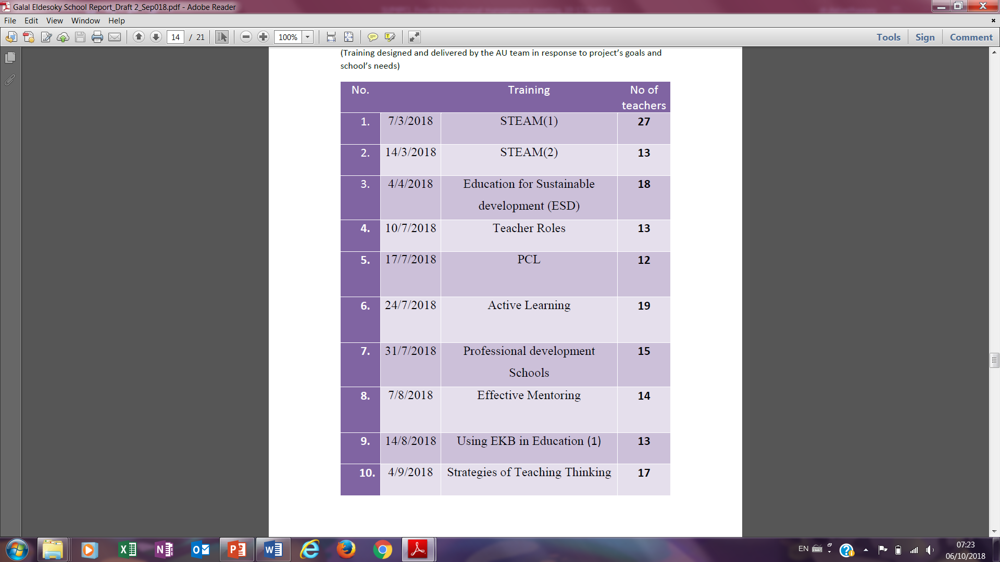 Galal Eldesoky School Report_Draft 2_Sep018.pdf - Adobe Reader
File Edit View Window Help
14 / 21 100% Tools Sign Comment
(Training designed and delivered by the AU team in response to project’s goals and
school’s needs)
No. Training No of
teachers
1. 7/3/2018 STEAM(1) 27
2. 14/3/2018 STEAM(2) 13
3. 4/4/2018 Education for Sustainable 18
development (ESD)
4. 10/7/2018 Teacher Roles 13
5. 17/7/2018 PCL 12
6. 24/7/2018 Active Learning 19
7. 31/7/2018 Professional development 15
Schools
8. 7/8/2018 Effective Mentoring 14
9. 14/8/2018 Using EKB in Education (1) 13
10. 4/9/2018 Strategies of Teaching Thinking 17
EN 07:23
06/10/2018